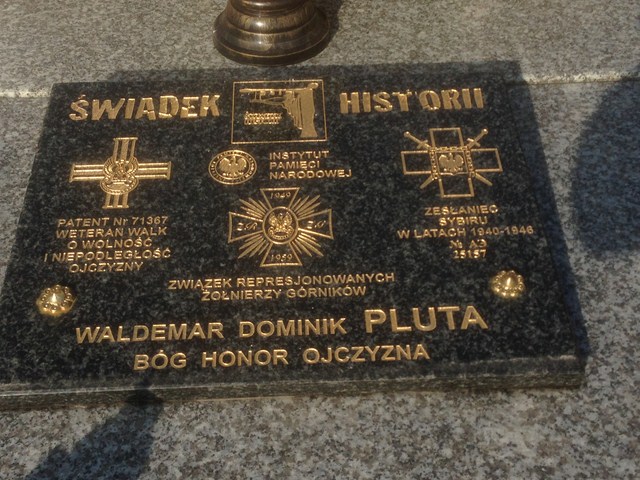 ŚWIADEK HISTORII
INSTYTUT
PAMIĘCI
NARODOWEJ
PATENT Nr 71367
WETERAN WALK
O WOLNOŚĆ
I NIEPODLEGŁOŚĆ
OJCZYZNY
1949
1959
ZESŁANIEC
SYBIRU
W LATACH 1940-1946
№ A3
25157
ZWIĄZEK REPRESJONOWANYCH
ŻOŁNIERZY GÓRNIKÓW
WALDEMAR DOMINIK PLUTA
BÓG HONOR OJCZYZNA